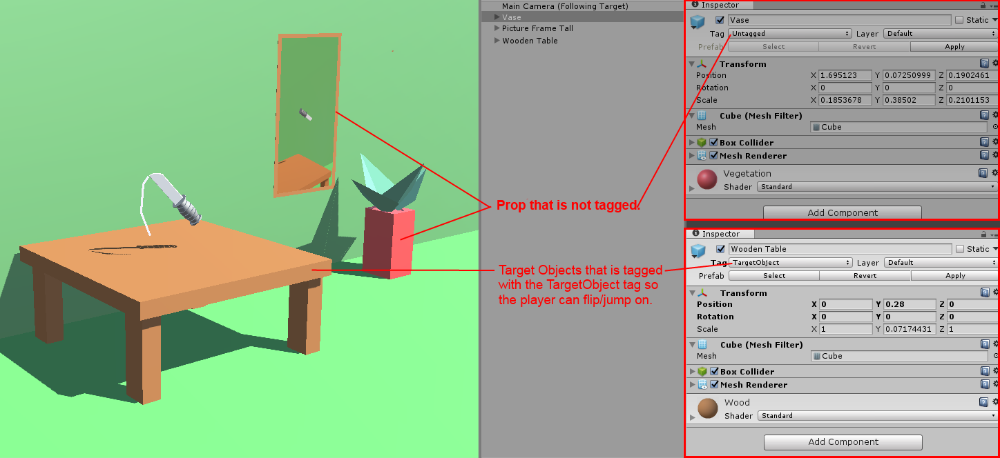 Main Camera (Following Target)
Vase
Picture Frame Tall
Wooden Table
Prop that is not tagged.
Target Objects that is tagged
with the TargetObject tag so
the player can flip/jump on.
Inspector
Vase Static
Tag Untagged Layer Default
Prefab Select Revert Apply
Transform
Position X 1.695123 Y 0.07250999 Z 0.1902461
Rotation X 0 Y 0 Z 0
Scale X 0.1853678 Y 0.38502 Z 0.2101153
Cube (Mesh Filter)
Mesh Cube
Box Collider
Mesh Renderer
Vegetation
Shader Standard
Add Component
Inspector
Wooden Table Static
Tag TargetObject Layer Default
Prefab Select Revert Apply
Transform
Position X 0 Y 0.28 Z 0
Rotation X 0 Y 0 Z 0
Scale X 1 Y 0.07174431 Z 1
Cube (Mesh Filter)
Mesh Cube
Box Collider
Mesh Renderer
Wood
Shader Standard
Add Component